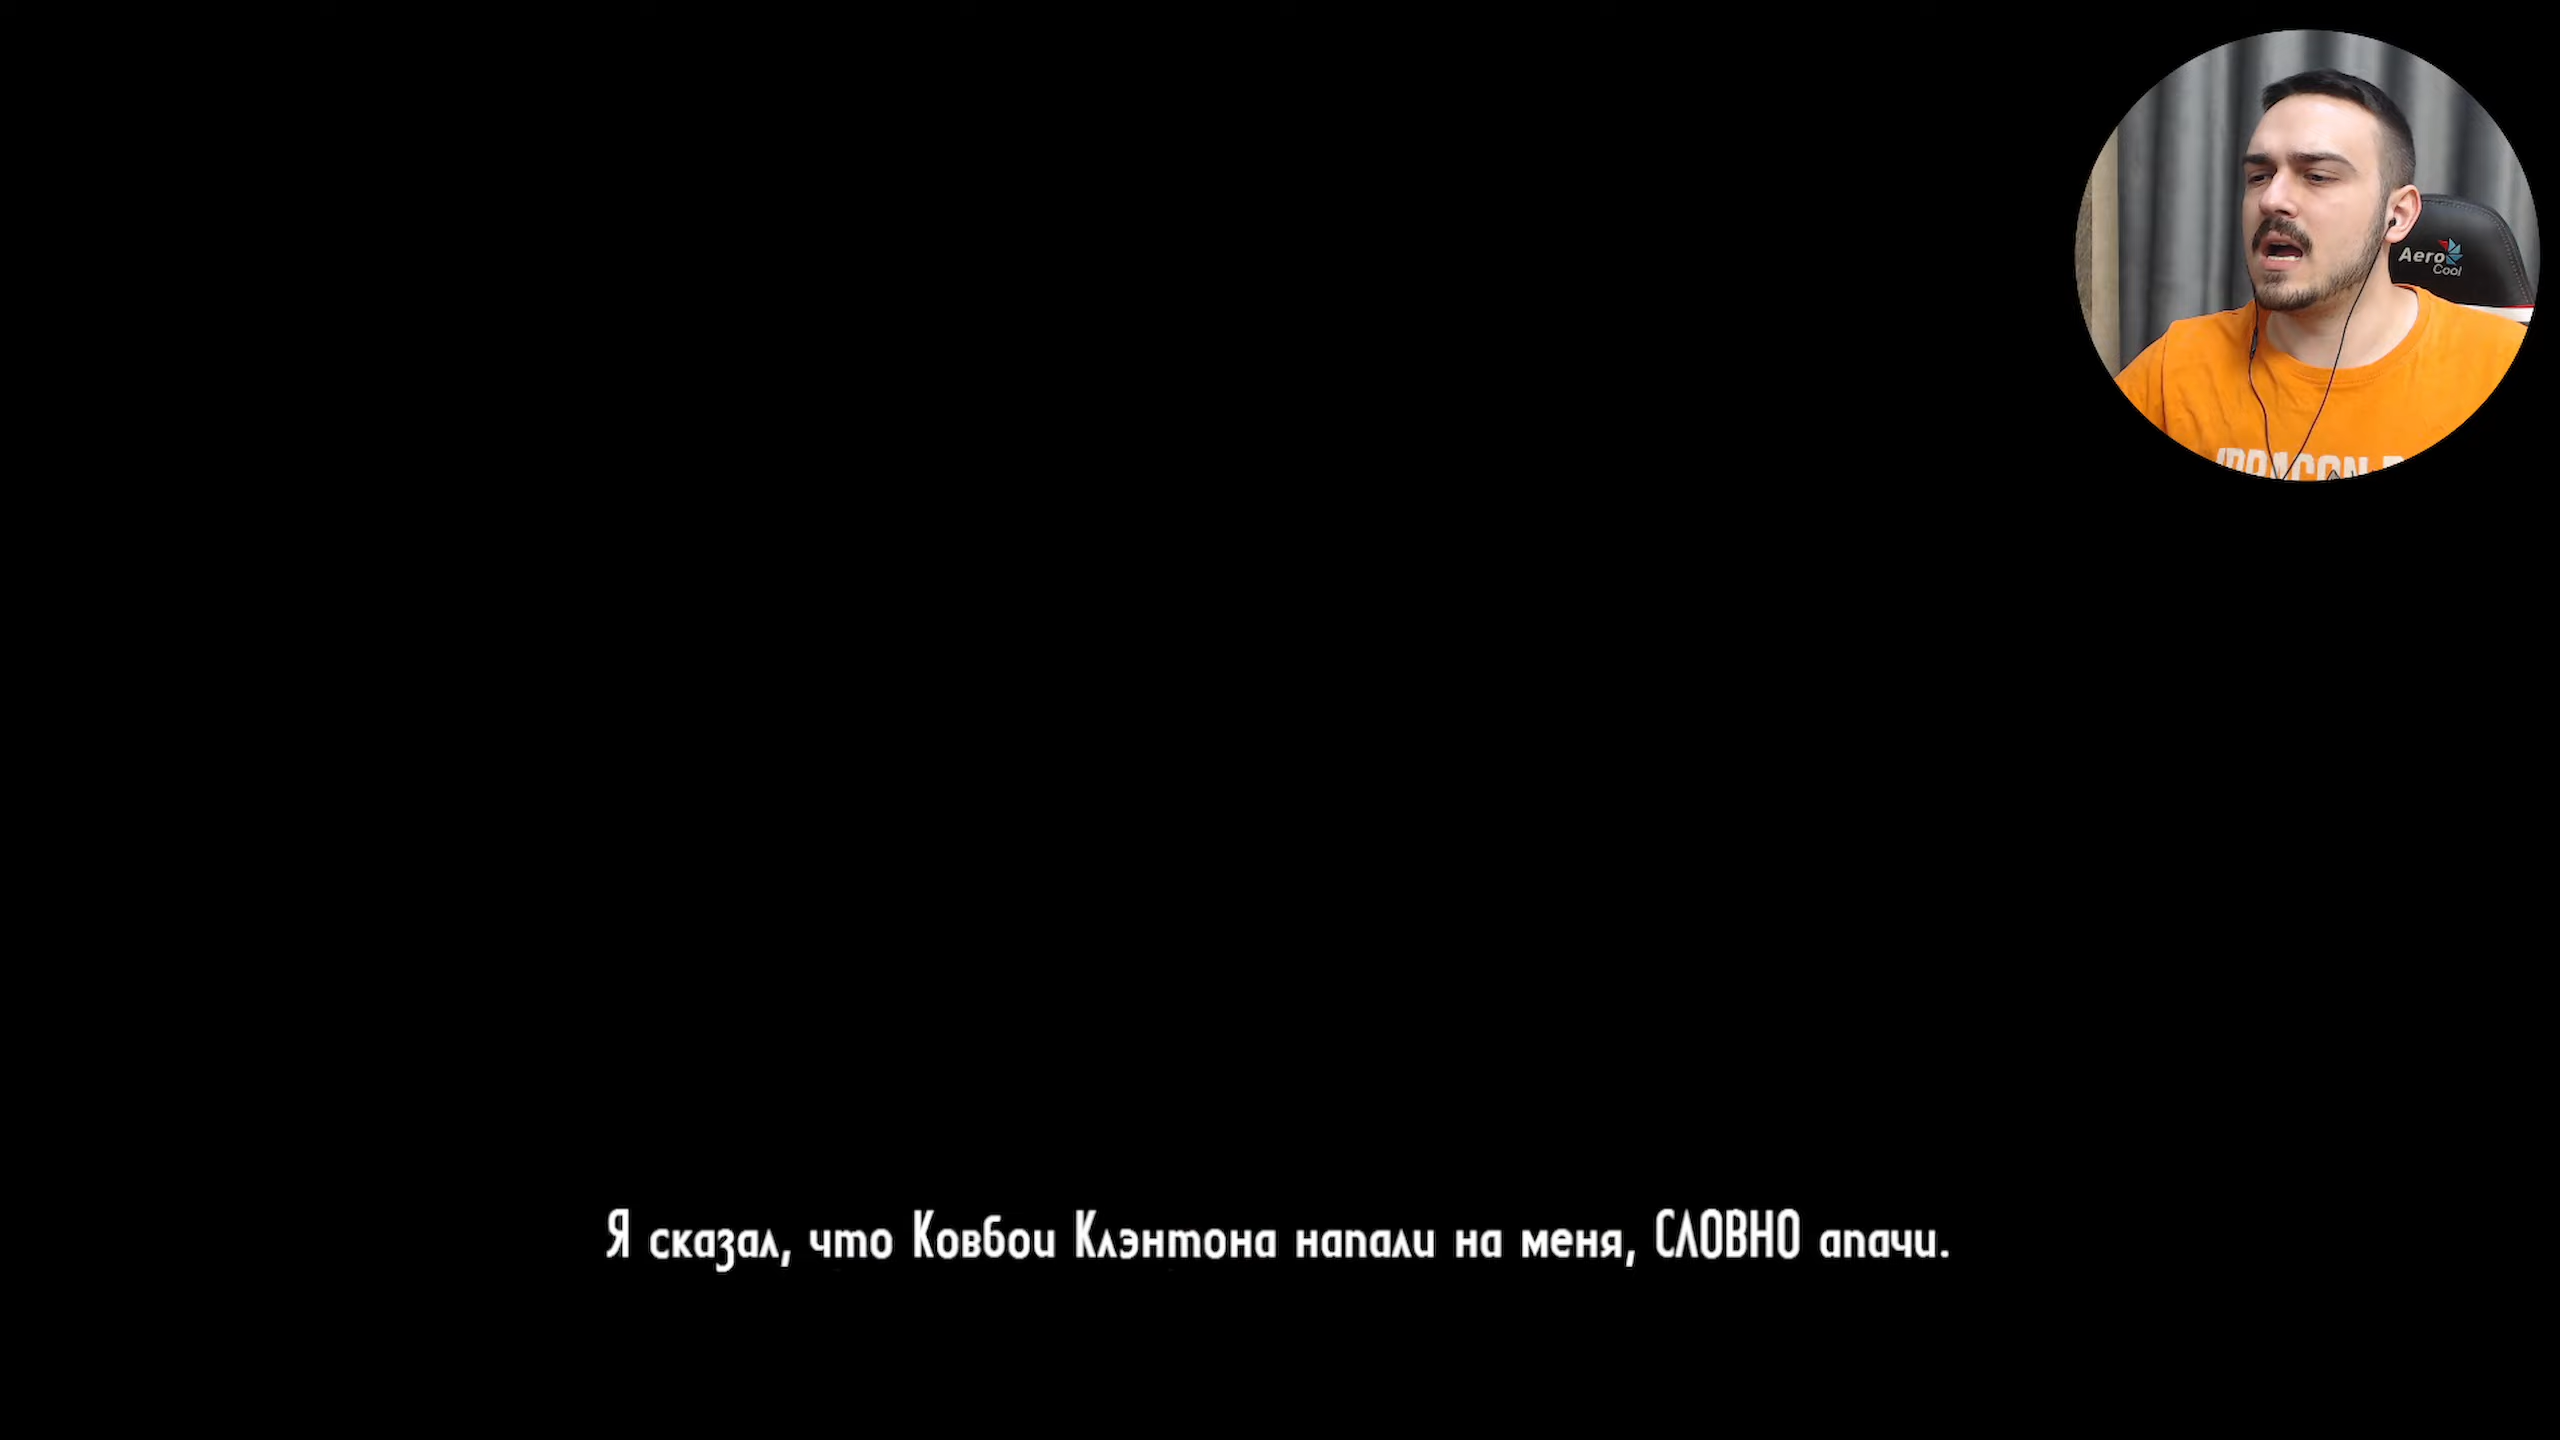 Aero
Cool
Я сказал, что Ковбои Клэнтона напали на меня, СЛОВНО апачи.